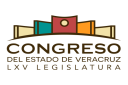 CONGRESO
DEL ESTADO DE VERACRUZ
LXV LEGISLATURA